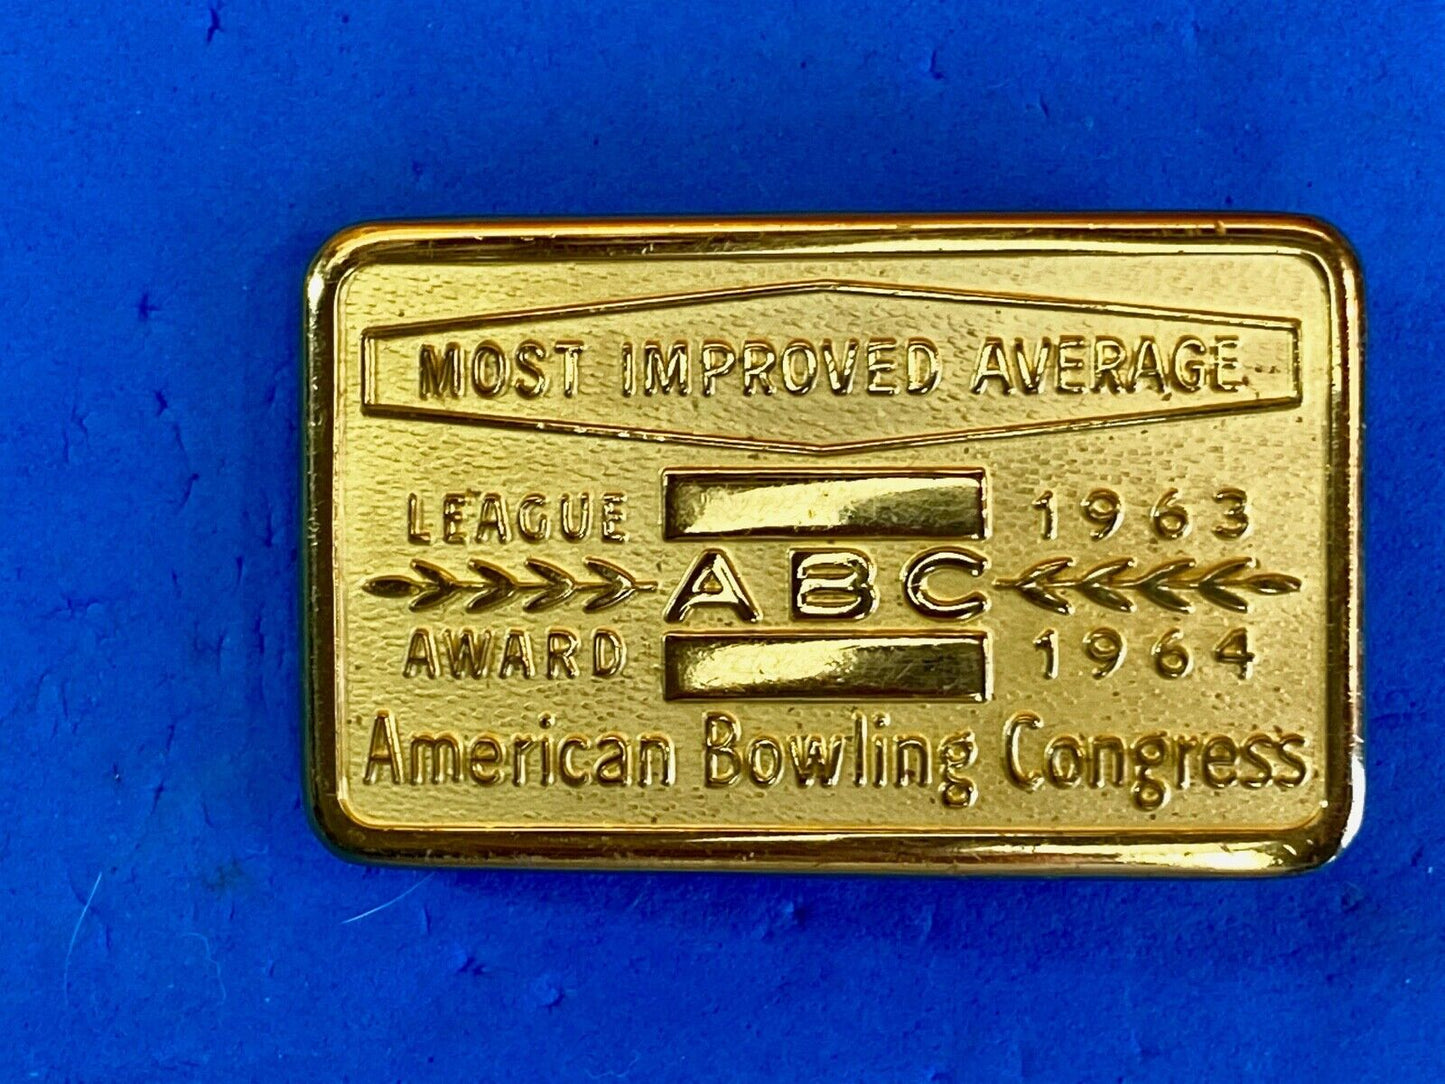 MOST IMPROVED AVERAGE
LEAGUE 1963
ABC
AWARD 1964
American Bowling Congress